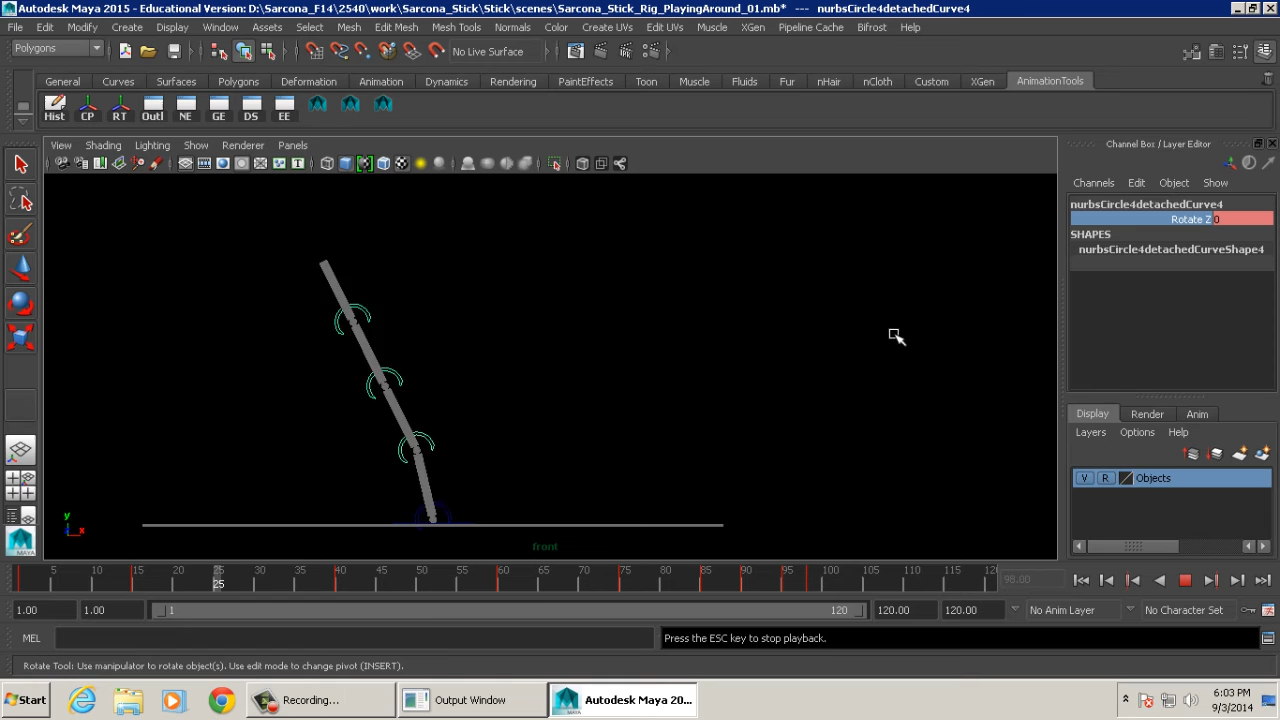 Autodesk Maya 2015 - Educational Version: D:\Sarcona_F14\2540\work\Sarcona_Stick\Stick\scenes\Sarcona_Stick_Rig_PlayingAround_01.mb* --- nurbsCircle4detachedCurve4
File Edit Modify Create Display Window Assets Select Mesh Edit Mesh Mesh Tools Normals Color Create UVs Edit UVs Muscle XGen Pipeline Cache Bifrost Help
Polygons No Live Surface
General Curves Surfaces Polygons Deformation Animation Dynamics Rendering PaintEffects Toon Muscle Fluids Fur nHair nCloth Custom XGen AnimationTools
Hist CP RT Outl NE GE DS EE
View Shading Lighting Show Renderer Panels
Channel Box / Layer Editor
Channels Edit Object Show
nurbsCircle4detachedCurve4
Rotate Z 0
SHAPES
nurbsCircle4detachedCurveShape4
Display Render Anim
Layers Options Help
V R Objects
y
x
front
5 10 15 20 25 30 35 40 45 50 55 60 65 70 75 80 85 90 95 100 105 110 115 120
25
98.00
1.00 1.00 1 120 120.00 120.00 No Anim Layer No Character Set
MEL Press the ESC key to stop playback.
Rotate Tool: Use manipulator to rotate object(s). Use edit mode to change pivot (INSERT).
Start Recording... Output Window Autodesk Maya 20... 6:03 PM
9/3/2014
MAYA